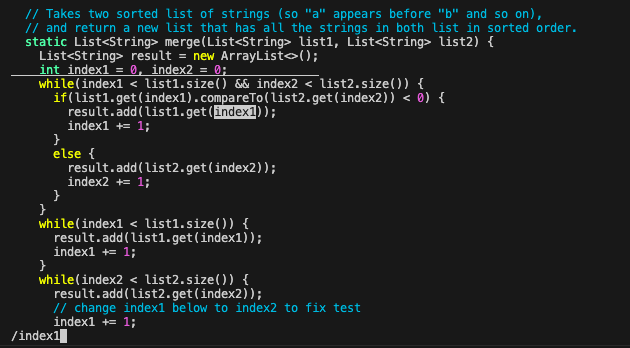 // Takes two sorted list of strings (so "a" appears before "b" and so on),
// and return a new list that has all the strings in both list in sorted order.
static List<String> merge(List<String> list1, List<String> list2) {
List<String> result = new ArrayList<>();
int index1 = 0, index2 = 0;
while(index1 < list1.size() && index2 < list2.size()) {
if(list1.get(index1).compareTo(list2.get(index2)) < 0) {
result.add(list1.get(index1));
index1 += 1;
}
else {
result.add(list2.get(index2));
index2 += 1;
}
}
while(index1 < list1.size()) {
result.add(list1.get(index1));
index1 += 1;
}
while(index2 < list2.size()) {
result.add(list2.get(index2));
// change index1 below to index2 to fix test
index1 += 1;
/index1